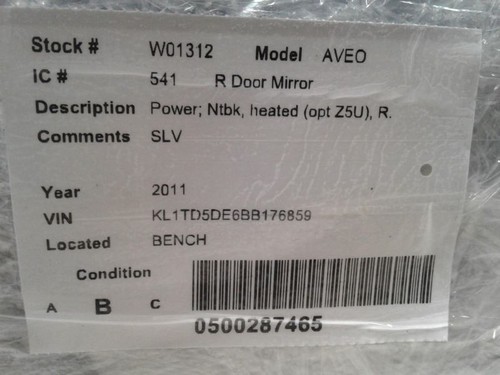 Stock # W01312 Model AVEO
IC # 541 R Door Mirror
Description Power; Ntbk, heated (opt Z5U), R.
Comments SLV
Year 2011
VIN KL1TD5DE6BB176859
Located BENCH
Condition
A B C
0500287465